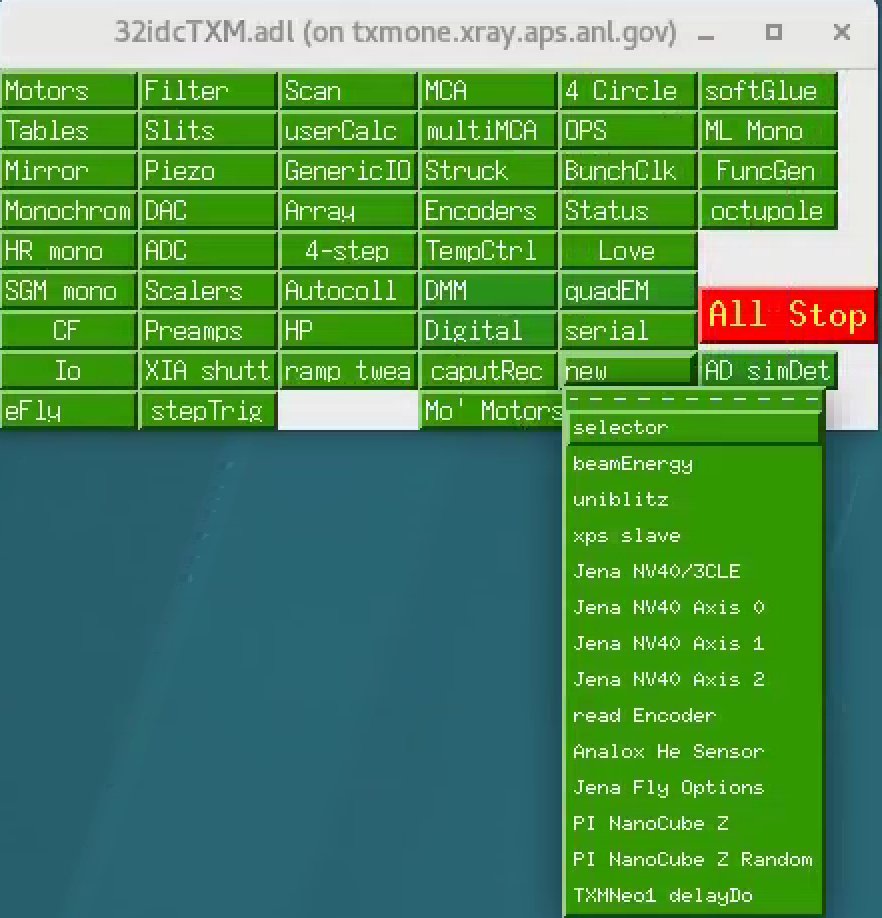 32idcTXM.adl (on txmone.xray.aps.anl.gov)
Motors Filter Scan MCA 4 Circle softGlue
Tables Slits userCalc multiMCA OPS ML Mono
Mirror Piezo GenericIO Struck BunchClk FuncGen
Monochrom DAC Array Encoders Status octupole
HR mono ADC 4-step TempCtrl Love
SGM mono Scalers Autocoll DMM quadEM
All Stop
CF Preamps HP Digital serial
Io XIA shutt ramp twea caputRec new AD simDet
eFly stepTrig Mo' Motors
selector
beamEnergy
uniblitz
xps slave
Jena NV40/3CLE
Jena NV40 Axis 0
Jena NV40 Axis 1
Jena NV40 Axis 2
read Encoder
Analox He Sensor
Jena Fly Options
PI NanoCube Z
PI NanoCube Z Random
TXMNeo1 delayDo